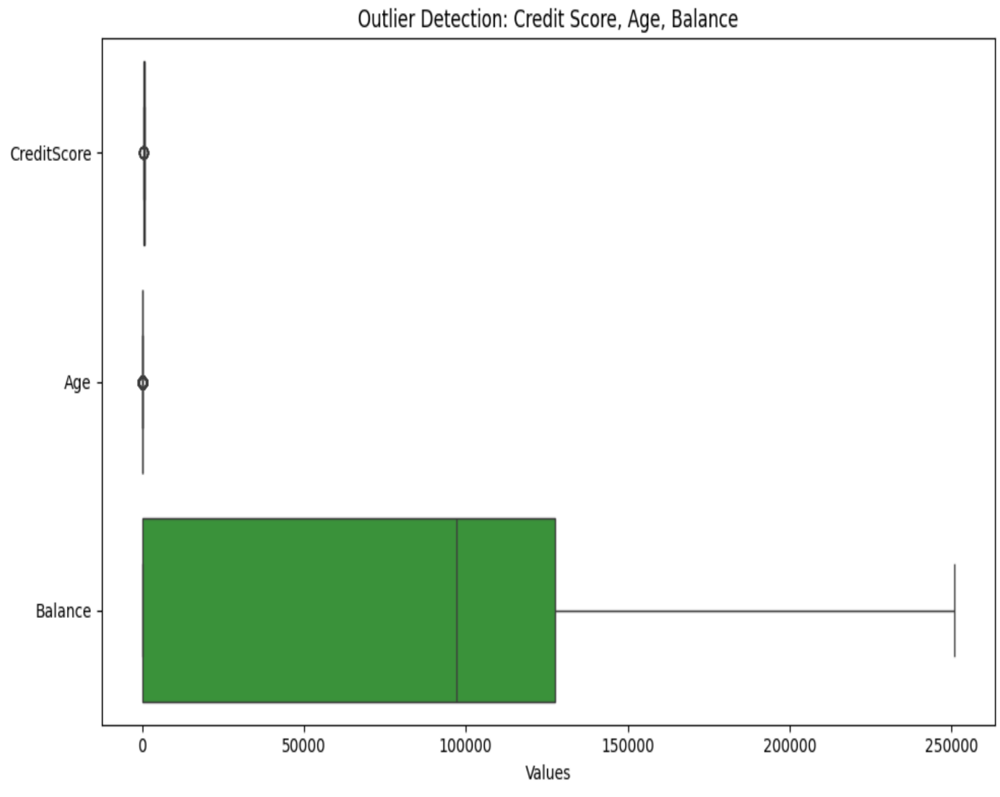 Outlier Detection: Credit Score, Age, Balance
CreditScore
Age
Balance
0 50000 100000 150000 200000 250000
Values